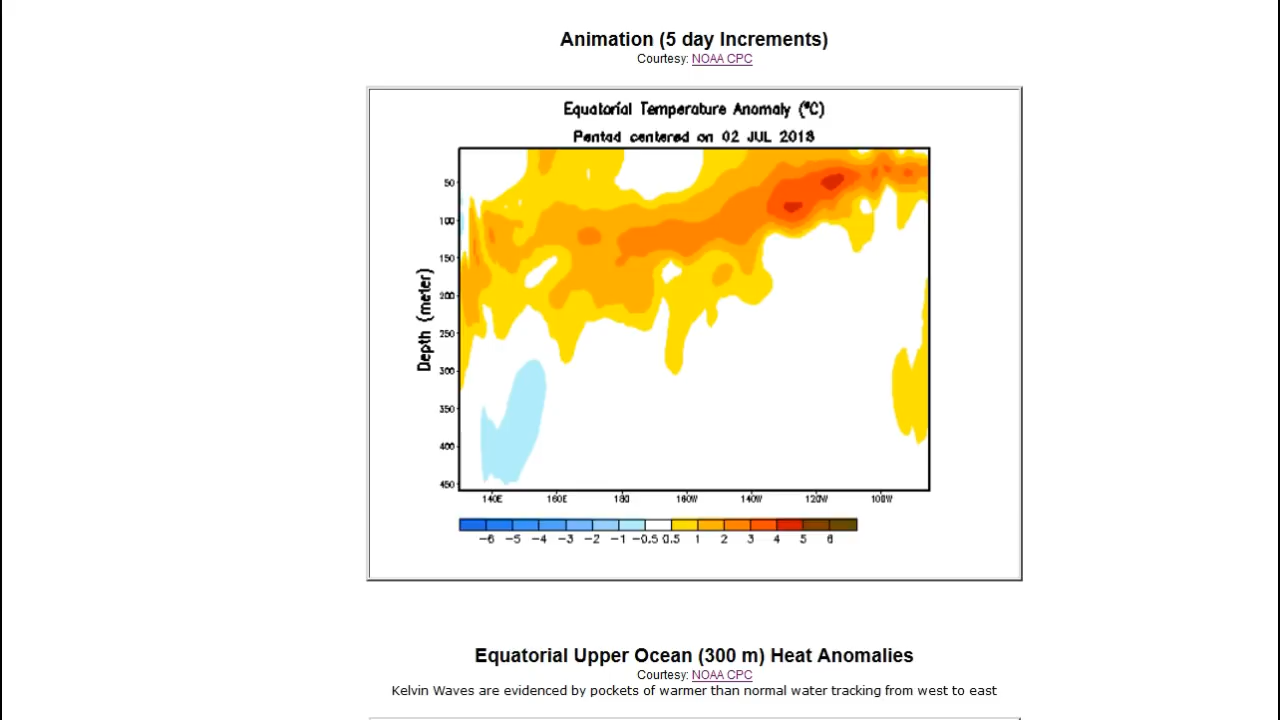 Animation (5 day Increments)
Courtesy: NOAA CPC
Equatorial Temperature Anomaly (°C)
Pentad centered on 02 JUL 2018
50
100
150
200
250
300
350
400
450
Depth (meter)
140E 160E 180 160W 140W 120W 100W
-6 -5 -4 -3 -2 -1 -0.5 0.5 1 2 3 4 5 6
Equatorial Upper Ocean (300 m) Heat Anomalies
Courtesy: NOAA CPC
Kelvin Waves are evidenced by pockets of warmer than normal water tracking from west to east